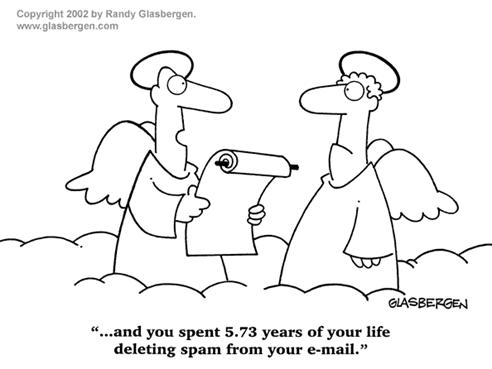 Copyright 2002 by Randy Glasbergen.
www.glasbergen.com
GLASBERGEN
“...and you spent 5.73 years of your life
deleting spam from your e-mail.”